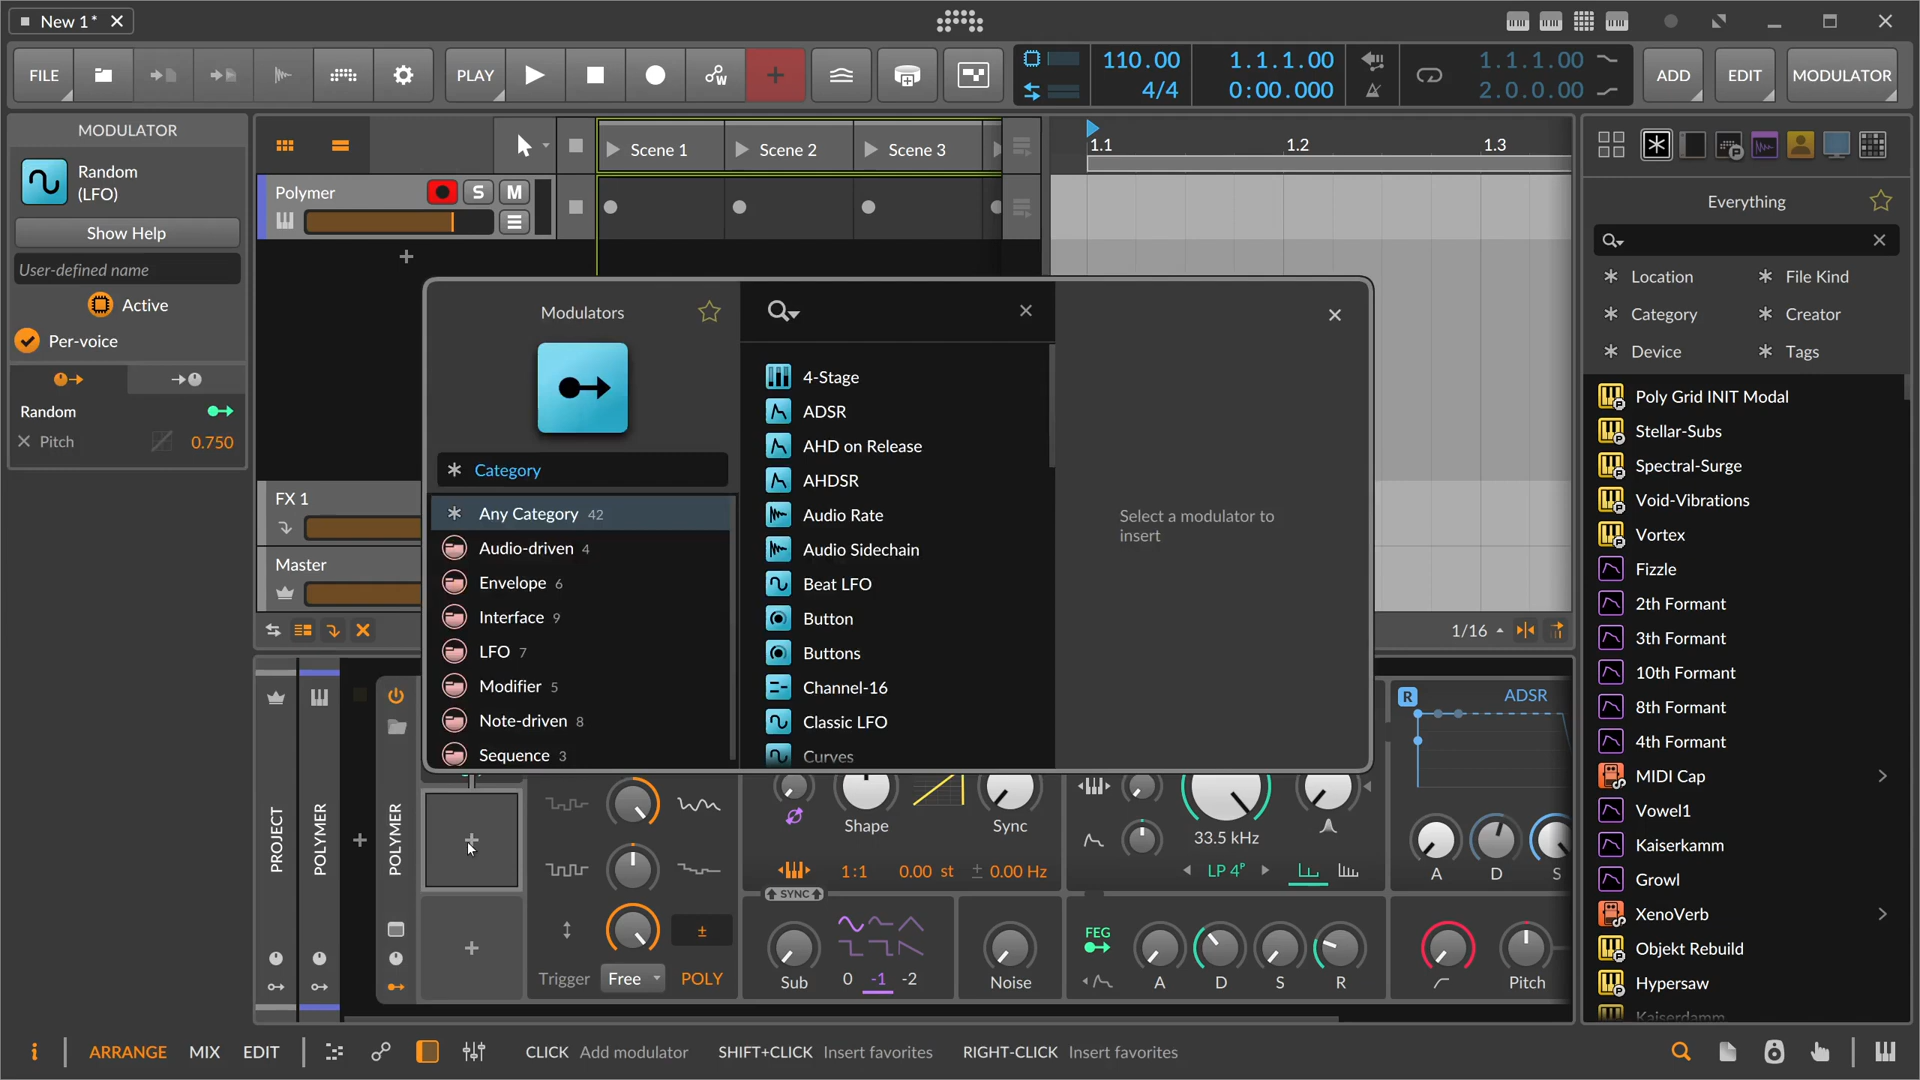 New 1*
FILE
PLAY
110.00
4/4
1.1.1.00
0:00.000
1.1.1.00
2.0.0.00
ADD
EDIT
MODULATOR
MODULATOR
Random
(LFO)
Show Help
User-defined name
Active
Per-voice
Random
Pitch
0.750
Scene 1
Scene 2
Scene 3
Polymer
S
M
FX 1
Master
1.1
1.2
1.3
Everything
Location
File Kind
Category
Creator
Device
Tags
Poly Grid INIT Modal
Stellar-Subs
Spectral-Surge
Void-Vibrations
Vortex
Fizzle
2th Formant
3th Formant
10th Formant
8th Formant
4th Formant
MIDI Cap
Vowel1
Kaiserkamm
Growl
XenoVerb
Objekt Rebuild
Hypersaw
Kaiserdamm
Modulators
Category
Any Category 42
Audio-driven 4
Envelope 6
Interface 9
LFO 7
Modifier 5
Note-driven 8
Sequence 3
4-Stage
ADSR
AHD on Release
AHDSR
Audio Rate
Audio Sidechain
Beat LFO
Button
Buttons
Channel-16
Classic LFO
Curves
Select a modulator to
insert
1/16
PROJECT
POLYMER
POLYMER
Trigger
Free
POLY
±
Shape
Sync
1:1
0.00 st
± 0.00 Hz
SYNC
Sub
0
-1
-2
Noise
33.5 kHz
LP 4ᴾ
FEG
A
D
S
R
R
ADSR
A
D
S
Pitch
i
ARRANGE
MIX
EDIT
CLICK Add modulator
SHIFT+CLICK Insert favorites
RIGHT-CLICK Insert favorites